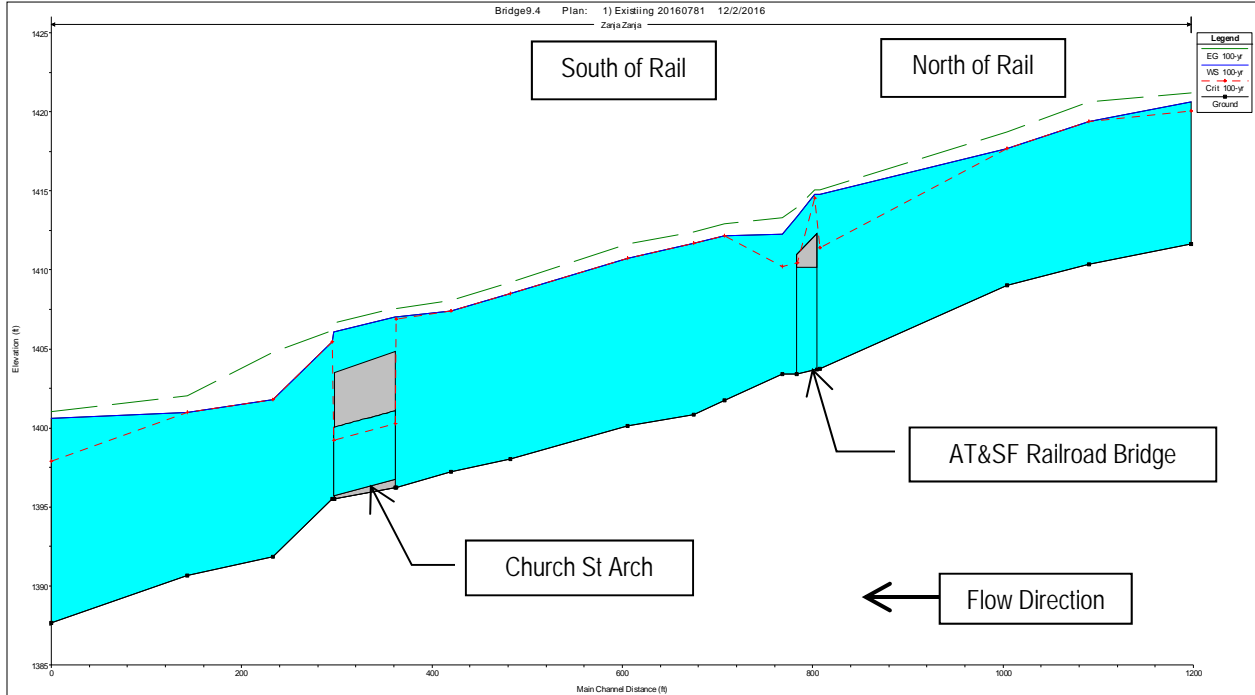 Bridge9.4 Plan: 1) Existiing 20160781 12/2/2016
Zanja Zanja
Legend
EG 100-yr
WS 100-yr
Crit 100-yr
Ground
South of Rail
North of Rail
AT&SF Railroad Bridge
Church St Arch
Flow Direction
Elevation (ft)
1425
1420
1415
1410
1405
1400
1395
1390
1385
0 200 400 600 800 1000 1200
Main Channel Distance (ft)